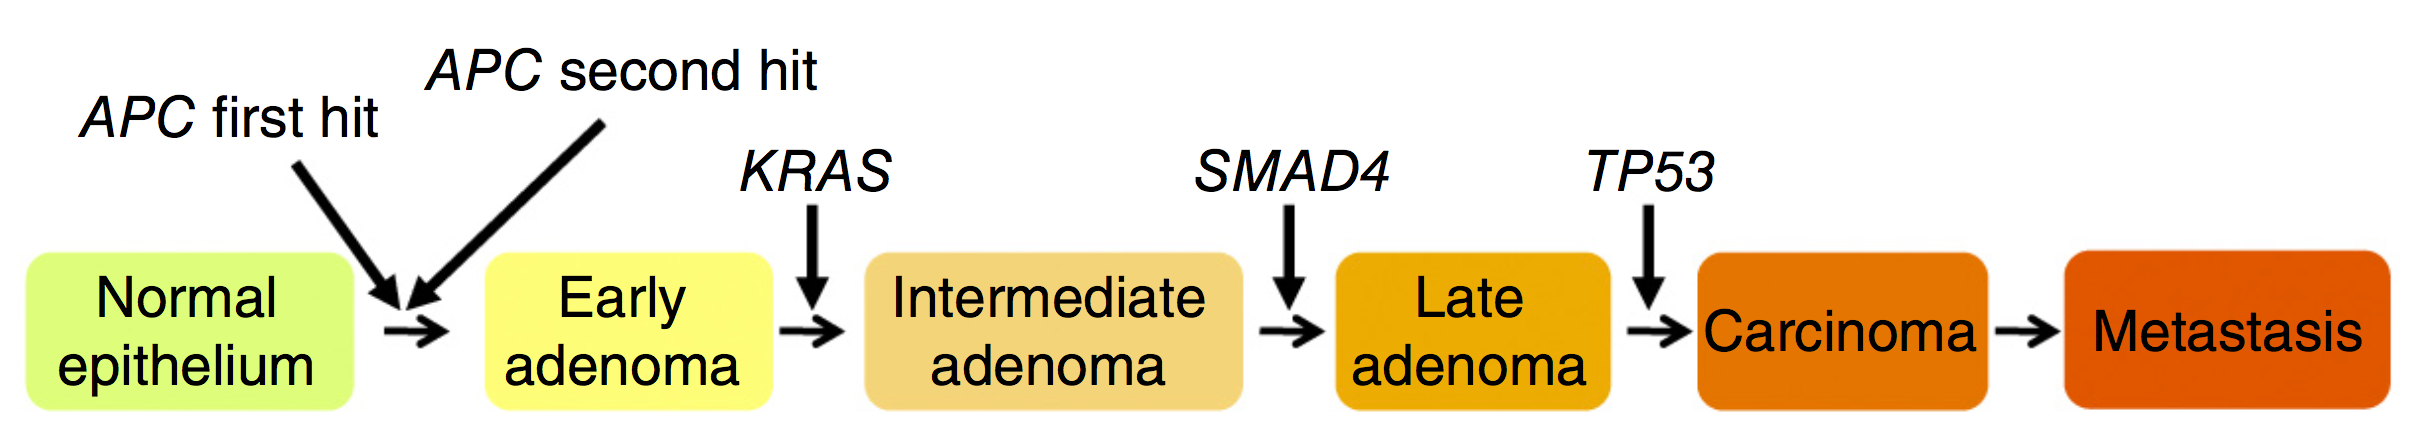 APC first hit
APC second hit
KRAS
SMAD4
TP53
Normal
epithelium
Early
adenoma
Intermediate
adenoma
Late
adenoma
Carcinoma
Metastasis